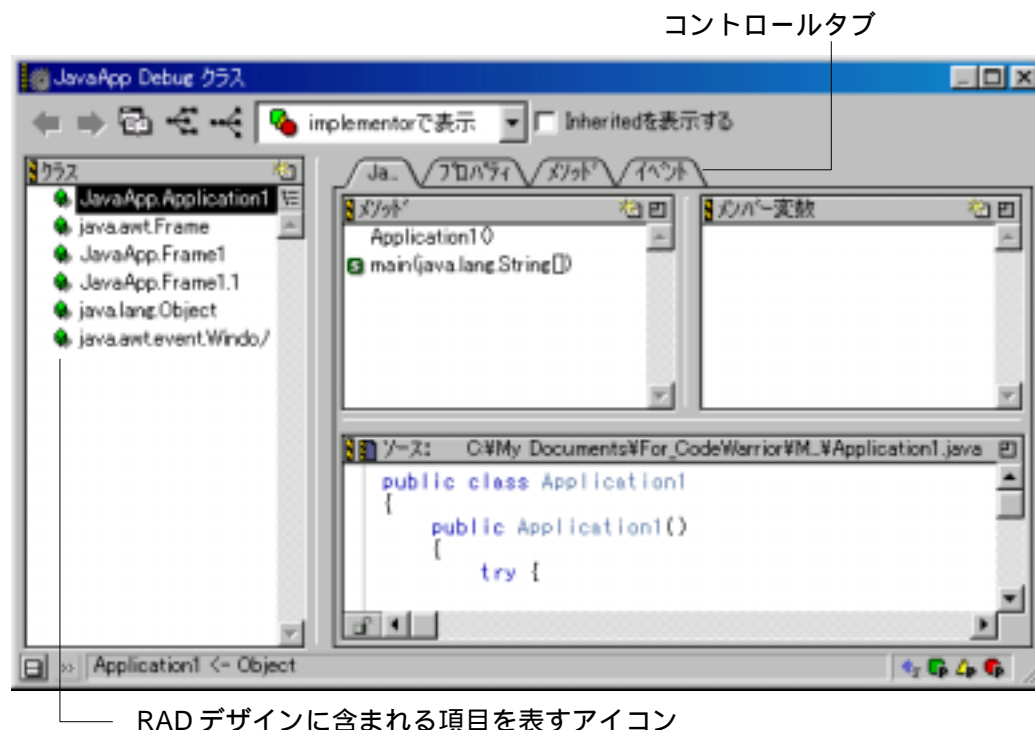 コントロールタブ
JavaApp Debug クラス
implementorで表示
Inheritedを表示する
クラス
JavaApp.Application1
java.awt.Frame
JavaApp.Frame1
JavaApp.Frame1.1
java.lang.Object
java.awt.event.Windo/
Ja… プロパティ メソッド イベント
メソッド
Application1()
main(java.lang.String[])
メンバー変数
ソース: C:¥My Documents¥For_CodeWarrior¥M…¥Application1.java
public class Application1
{
public Application1()
{
try {
Application1 <- Object
RAD デザインに含まれる項目を表すアイコン